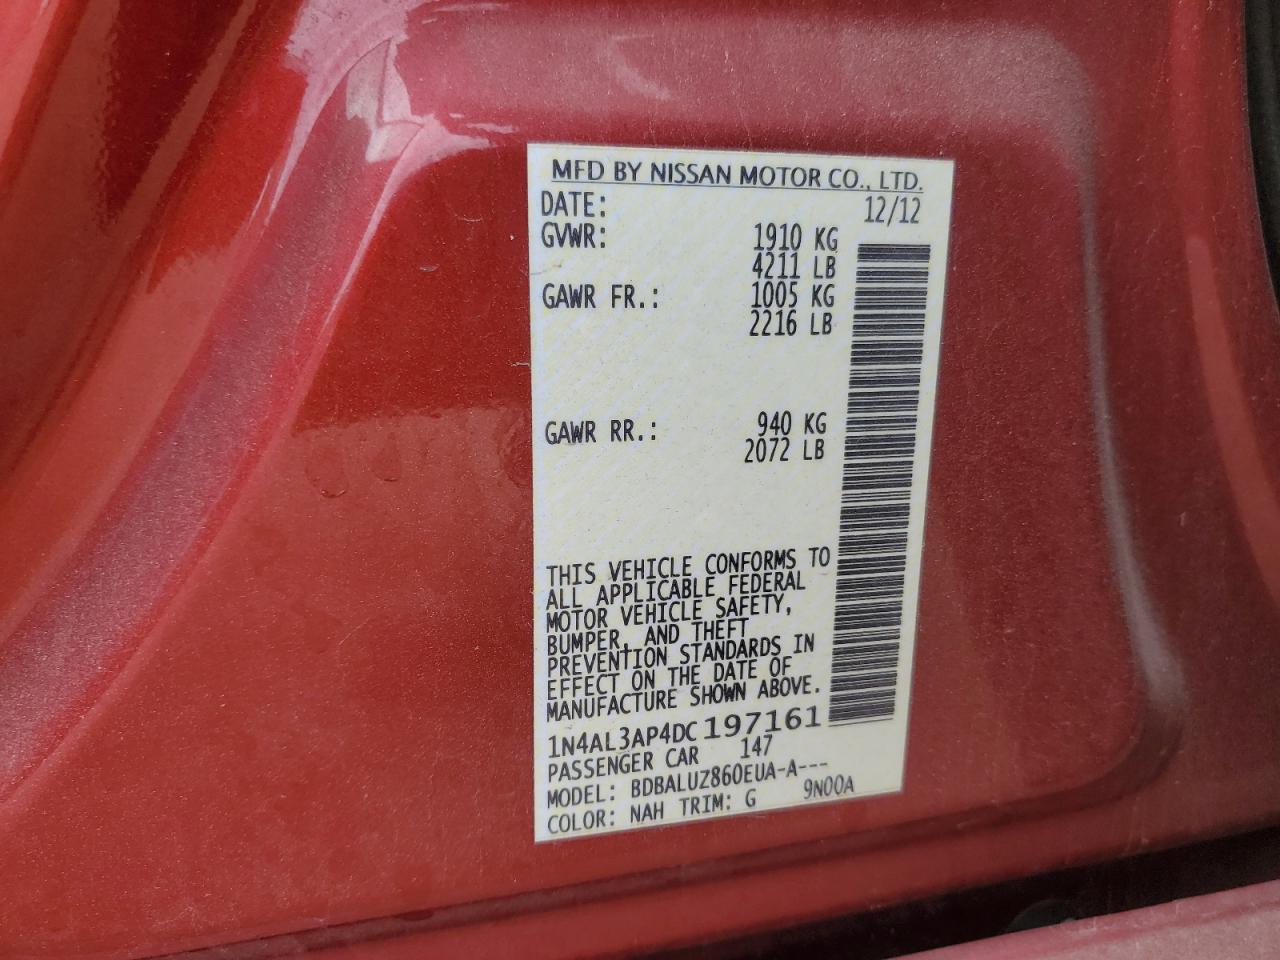 MFD BY NISSAN MOTOR CO., LTD.
DATE: 12/12
GVWR: 1910 KG
4211 LB
GAWR FR.: 1005 KG
2216 LB
GAWR RR.: 940 KG
2072 LB
THIS VEHICLE CONFORMS TO
ALL APPLICABLE FEDERAL
MOTOR VEHICLE SAFETY,
BUMPER, AND THEFT
PREVENTION STANDARDS IN
EFFECT ON THE DATE OF
MANUFACTURE SHOWN ABOVE.
1N4AL3AP4DC197161
PASSENGER CAR 147
MODEL: BDBALUZ860EUA-A---
COLOR: NAH TRIM: G 9N00A